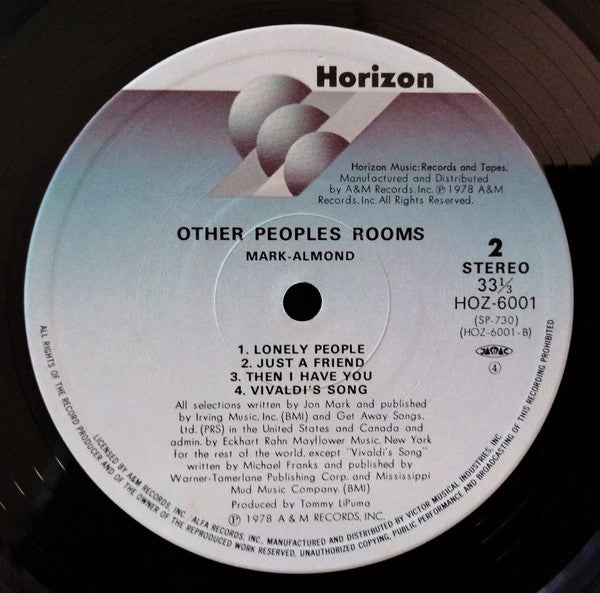 Horizon
Horizon Music: Records and Tapes.
Manufactured and Distributed
by A&M Records, Inc. ℗ 1978 A&M
Records, Inc. All Rights Reserved.
OTHER PEOPLES ROOMS
MARK-ALMOND
2
STEREO
33⅓
HOZ-6001
(SP-730)
(HOZ-6001-B)
JASRAC
④
1. LONELY PEOPLE
2. JUST A FRIEND
3. THEN I HAVE YOU
4. VIVALDI'S SONG
All selections written by Jon Mark and published
by Irving Music, Inc. (BMI) and Get Away Songs,
Ltd. (PRS) in the United States and Canada and
admin. by Eckhart Rahn Mayflower Music, New York
for the rest of the world, except "Vivaldi's Song"
written by Michael Franks and published by
Warner-Tamerlane Publishing Corp. and Mississippi
Mud Music Company. (BMI)
Produced by Tommy LiPuma
℗ 1978 A & M RECORDS, INC.
ALL RIGHTS OF THE RECORD PRODUCER AND OF THE OWNER OF THE REPRODUCED WORK RESERVED, UNAUTHORIZED COPYING, PUBLIC PERFORMANCE AND BROADCASTING OF THIS RECORDING PROHIBITED.
LICENSED BY A&M RECORDS, INC. ALFA RECORDS, INC., MANUFACTURED AND DISTRIBUTED BY VICTOR MUSICAL INDUSTRIES, INC.